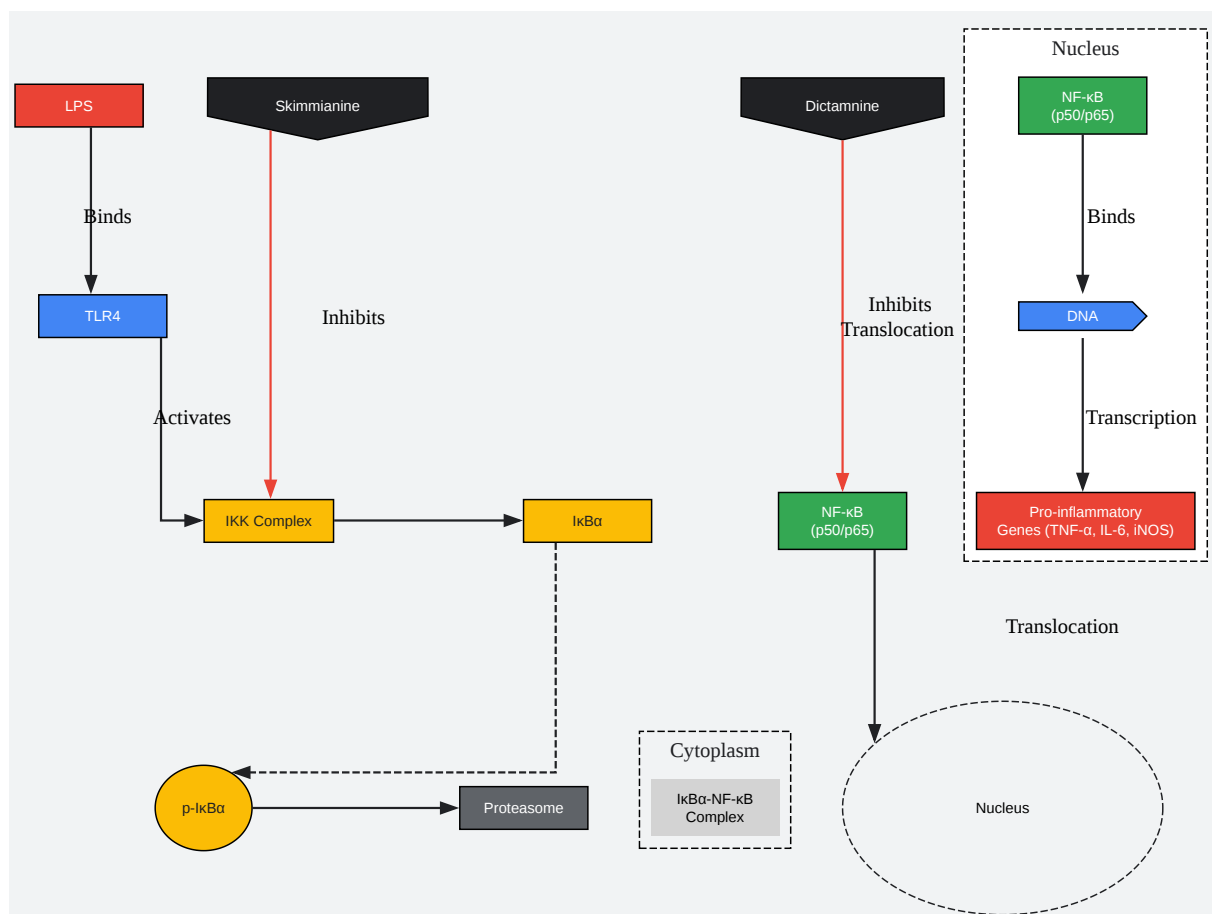 Nucleus
LPS
Skimmianine
Dictamnine
NF-κB
(p50/p65)
Binds
Binds
TLR4
Inhibits
Inhibits
Translocation
DNA
Activates
Transcription
IKK Complex
IκBα
NF-κB
(p50/p65)
Pro-inflammatory
Genes (TNF-α, IL-6, iNOS)
Translocation
Cytoplasm
p-IκBα
Proteasome
IκBα-NF-κB
Complex
Nucleus